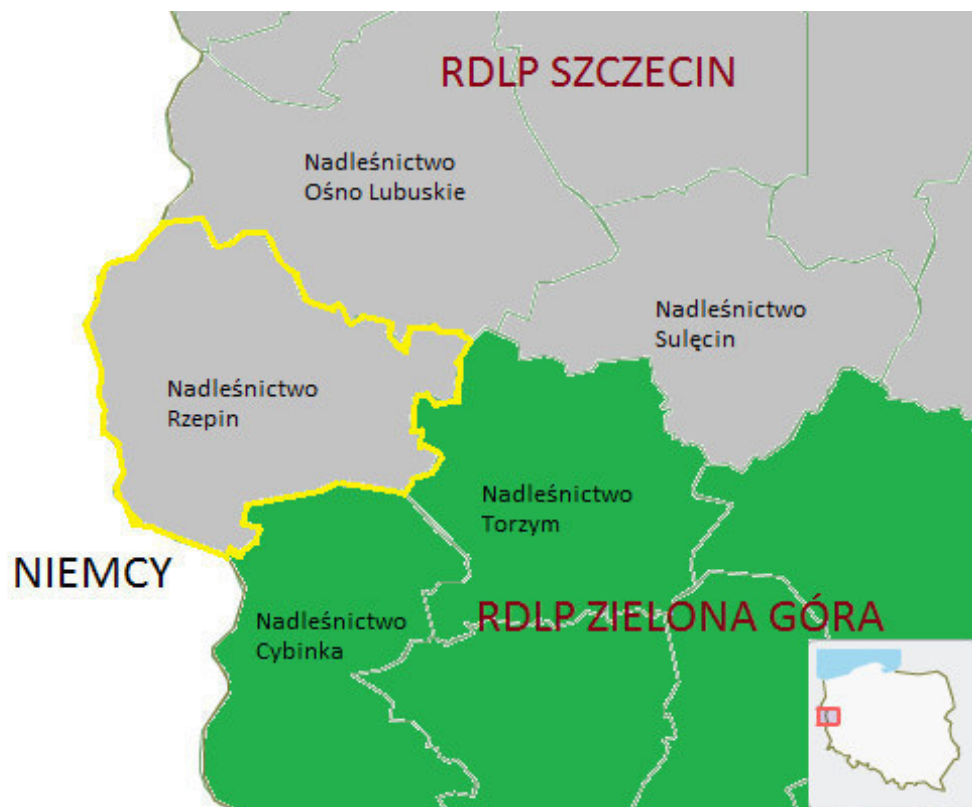 RDLP SZCZECIN
Nadleśnictwo
Ośno Lubuskie
Nadleśnictwo
Sulęcin
Nadleśnictwo
Rzepin
Nadleśnictwo
Torzym
NIEMCY
Nadleśnictwo
Cybinka
RDLP ZIELONA GÓRA